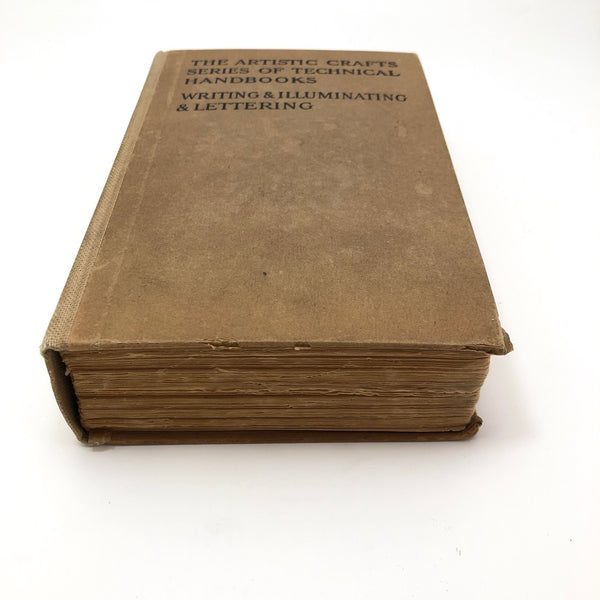 THE ARTISTIC CRAFTS
SERIES OF TECHNICAL
HANDBOOKS
WRITING & ILLUMINATING
& LETTERING